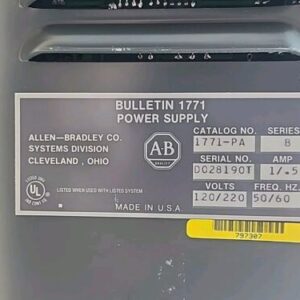 BULLETIN 1771
POWER SUPPLY
ALLEN-BRADLEY CO.
SYSTEMS DIVISION
CLEVELAND, OHIO
AB
CATALOG NO. SERIES
1771-PA B
SERIAL NO. AMP
D028190T 1/.5
VOLTS FREQ. HZ.
120/220 50/60
UL
LISTED WHEN USED WITH LISTED SYSTEM
MADE IN U.S.A.
797307